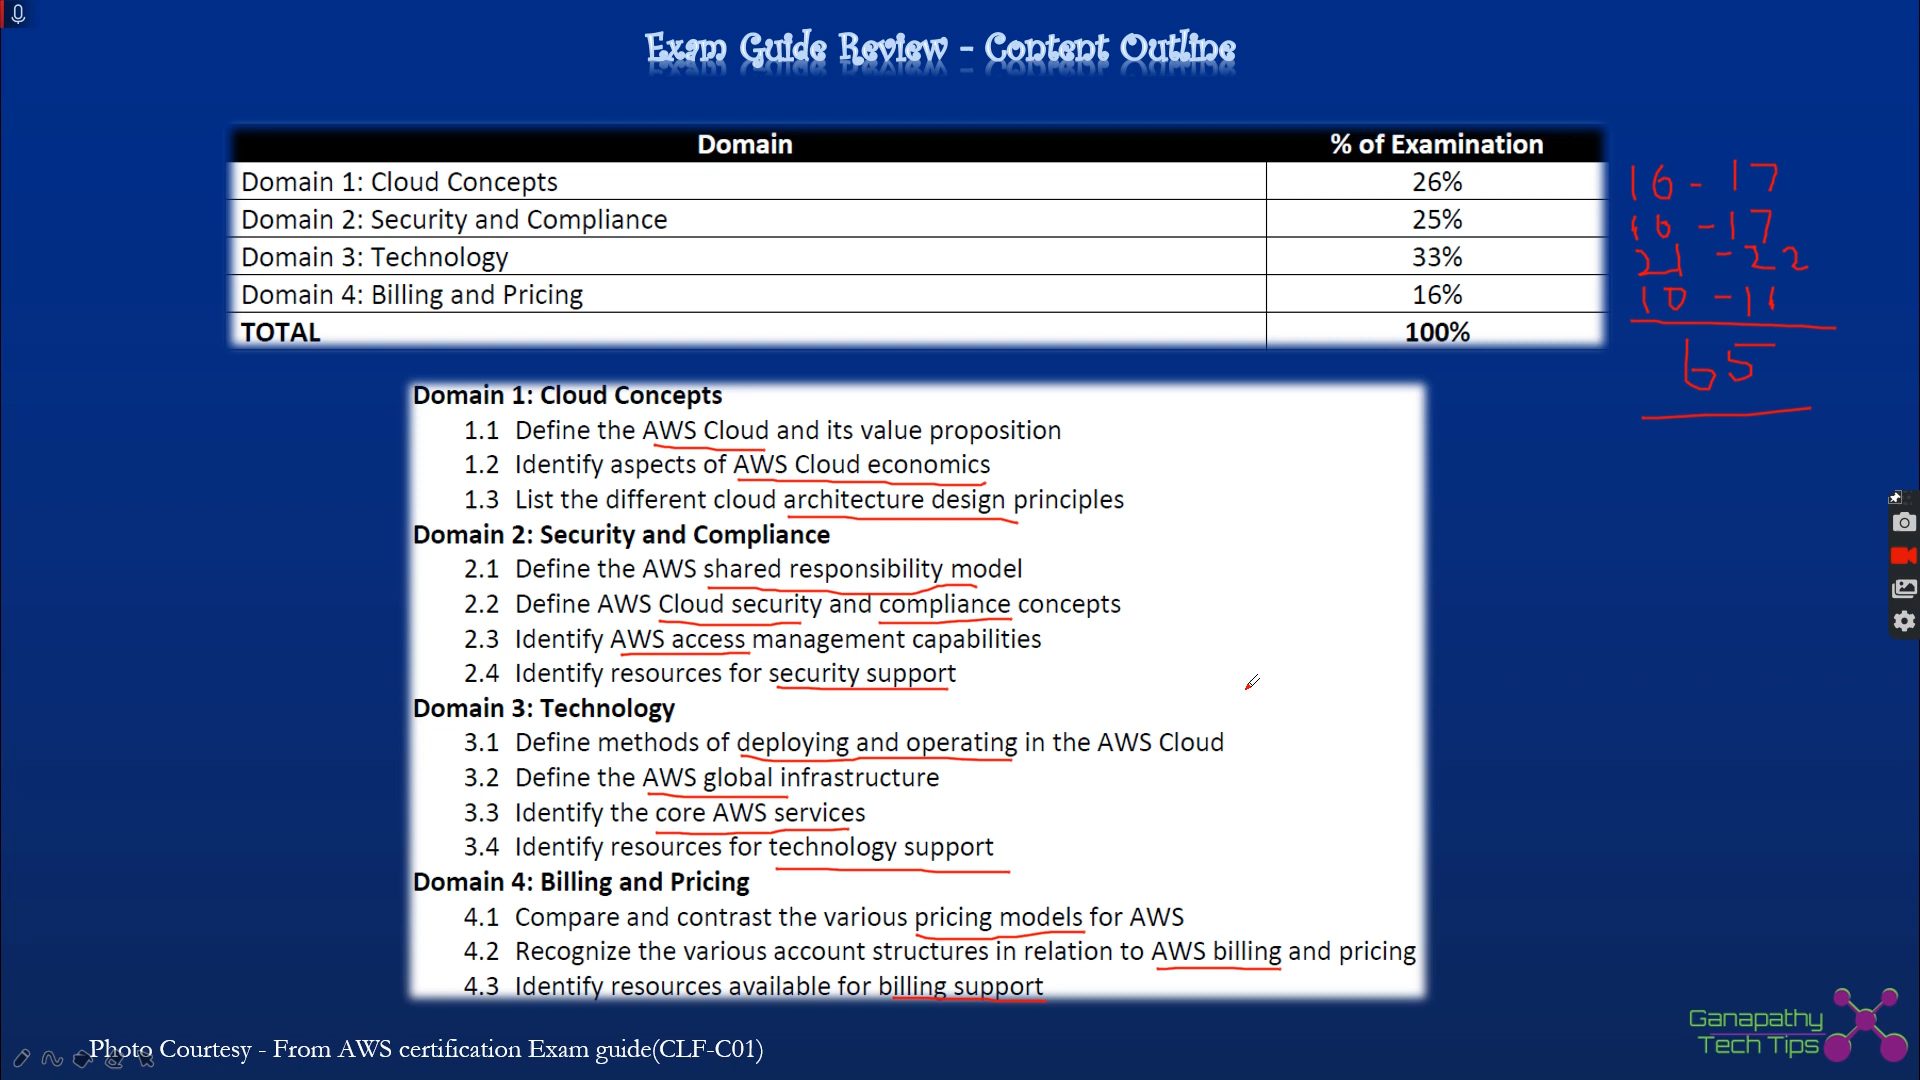 Exam Guide Review - Content Outline
Domain % of Examination
Domain 1: Cloud Concepts 26% 16 - 17
Domain 2: Security and Compliance 25% 16 - 17
Domain 3: Technology 33% 21 - 22
Domain 4: Billing and Pricing 16% 10 - 11
TOTAL 100%
65
Domain 1: Cloud Concepts
1.1 Define the AWS Cloud and its value proposition
1.2 Identify aspects of AWS Cloud economics
1.3 List the different cloud architecture design principles
Domain 2: Security and Compliance
2.1 Define the AWS shared responsibility model
2.2 Define AWS Cloud security and compliance concepts
2.3 Identify AWS access management capabilities
2.4 Identify resources for security support
Domain 3: Technology
3.1 Define methods of deploying and operating in the AWS Cloud
3.2 Define the AWS global infrastructure
3.3 Identify the core AWS services
3.4 Identify resources for technology support
Domain 4: Billing and Pricing
4.1 Compare and contrast the various pricing models for AWS
4.2 Recognize the various account structures in relation to AWS billing and pricing
4.3 Identify resources available for billing support
Photo Courtesy - From AWS certification Exam guide(CLF-C01)
Ganapathy
Tech Tips